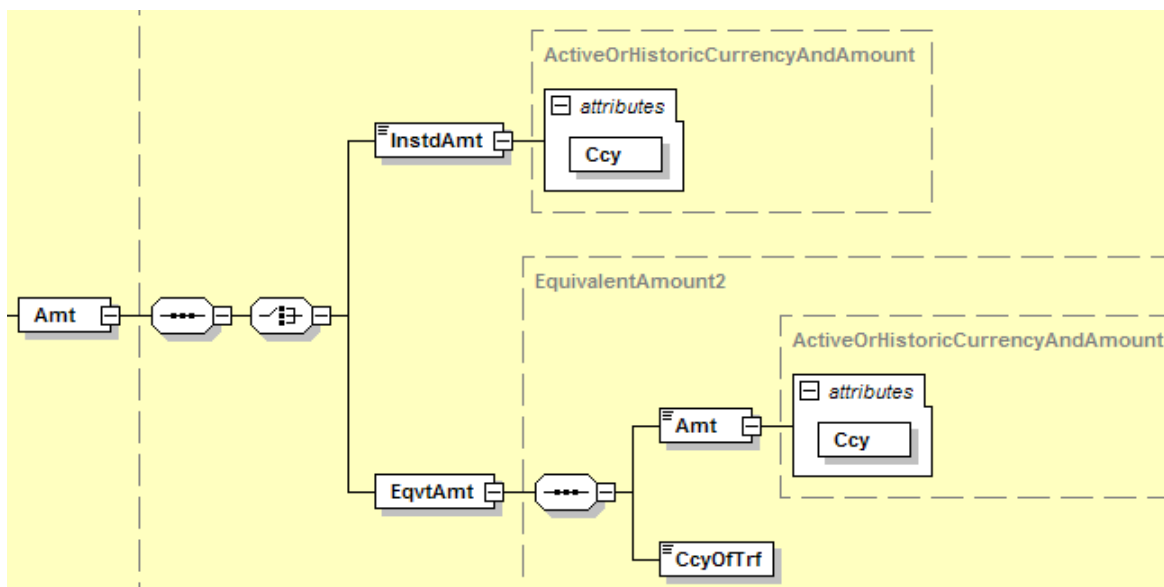 ActiveOrHistoricCurrencyAndAmount
attributes
InstdAmt
Ccy
EquivalentAmount2
Amt
ActiveOrHistoricCurrencyAndAmount
attributes
Amt
Ccy
EqvtAmt
CcyOfTrf